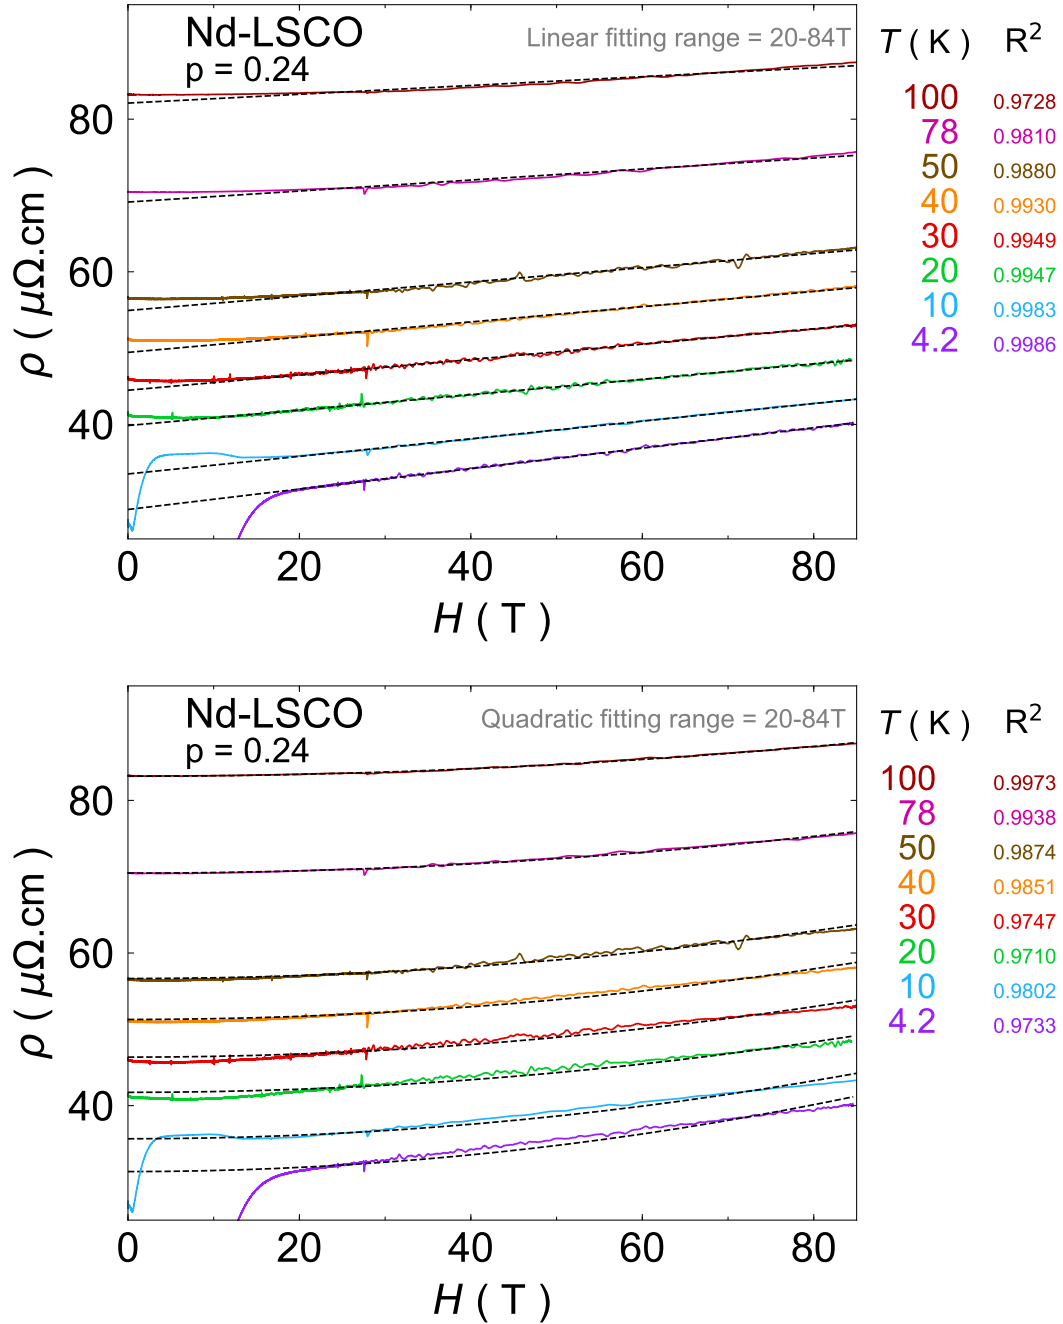 Nd-LSCO
p = 0.24
Linear fitting range = 20-84T
T ( K ) R²
100 0.9728
78 0.9810
50 0.9880
40 0.9930
30 0.9949
20 0.9947
10 0.9983
4.2 0.9986
80
60
40
ρ ( μΩ.cm )
0 20 40 60 80
H ( T )
Nd-LSCO
p = 0.24
Quadratic fitting range = 20-84T
T ( K ) R²
100 0.9973
78 0.9938
50 0.9874
40 0.9851
30 0.9747
20 0.9710
10 0.9802
4.2 0.9733
80
60
40
ρ ( μΩ.cm )
0 20 40 60 80
H ( T )